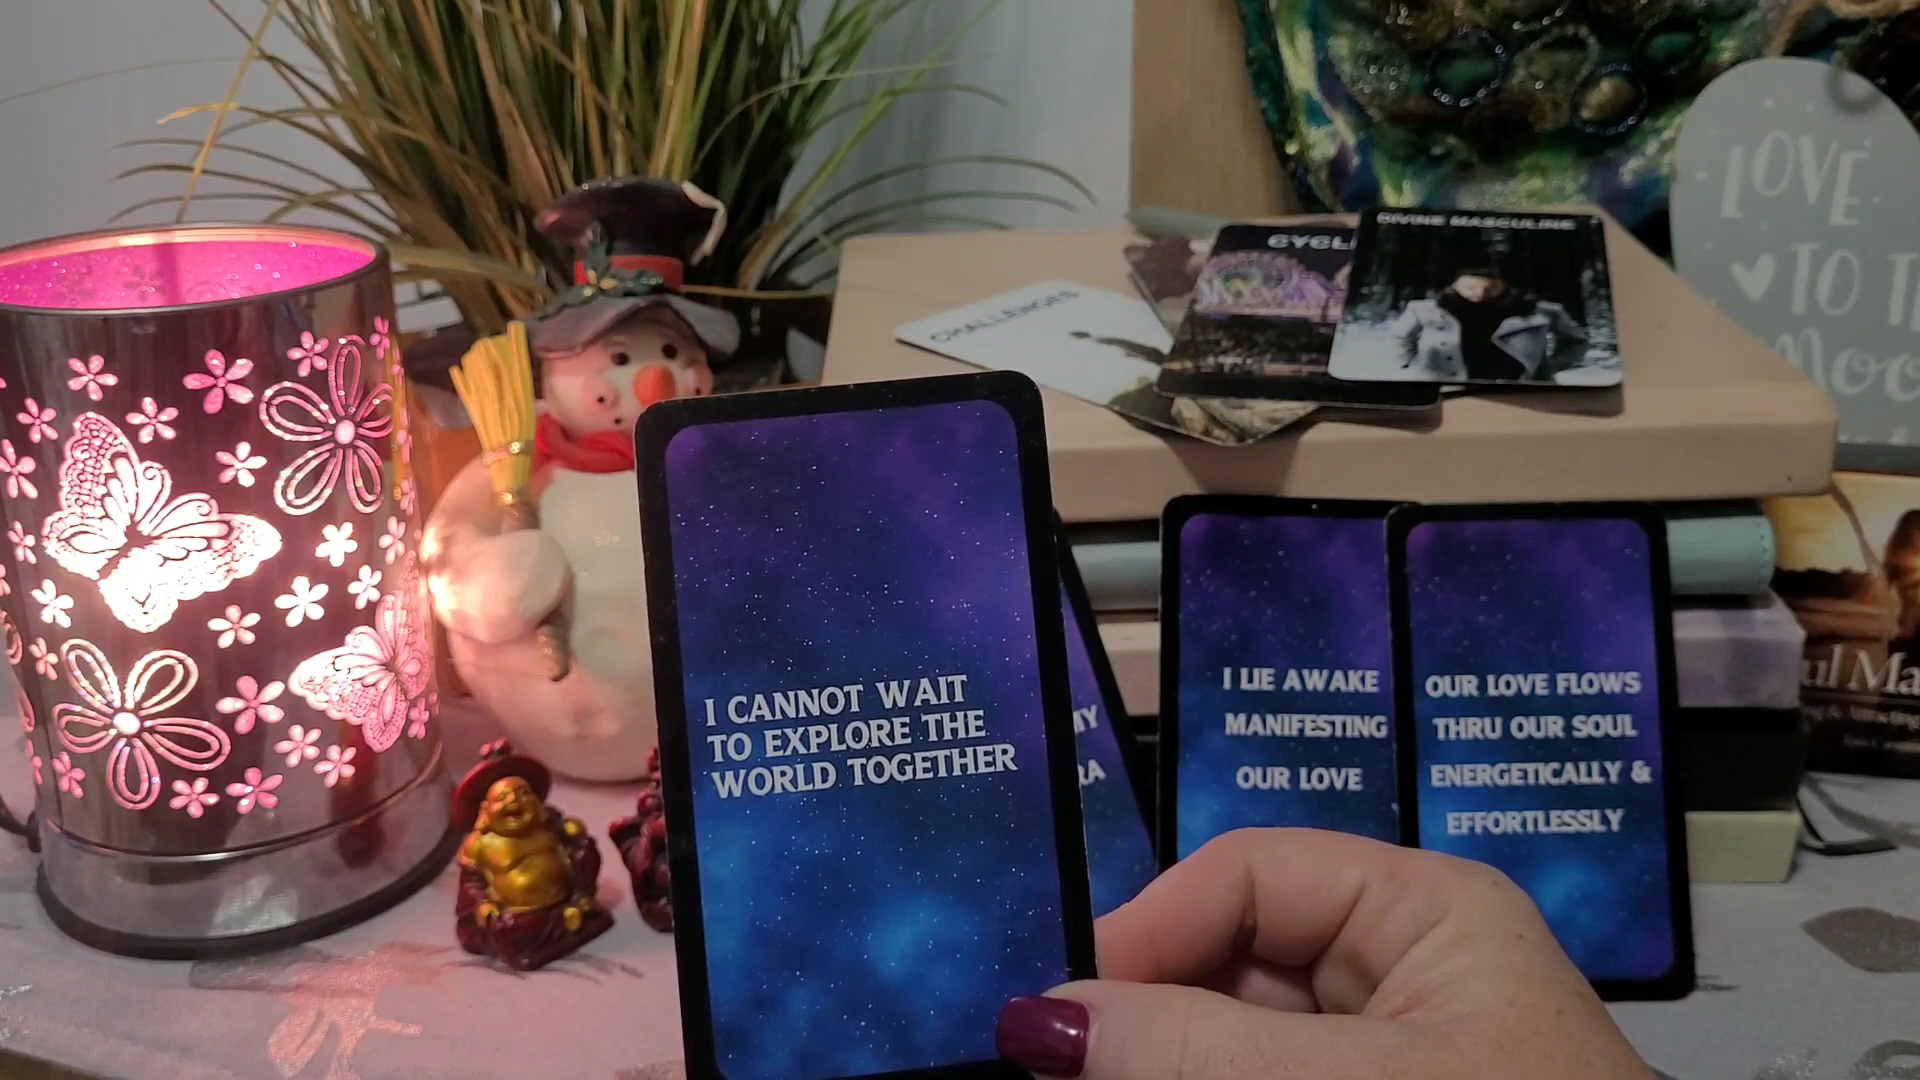 I CANNOT WAIT
TO EXPLORE THE
WORLD TOGETHER
I LIE AWAKE
MANIFESTING
OUR LOVE
OUR LOVE FLOWS
THRU OUR SOUL
ENERGETICALLY &
EFFORTLESSLY
CHALLENGES
DIVINE MASCULINE
LOVE
TO